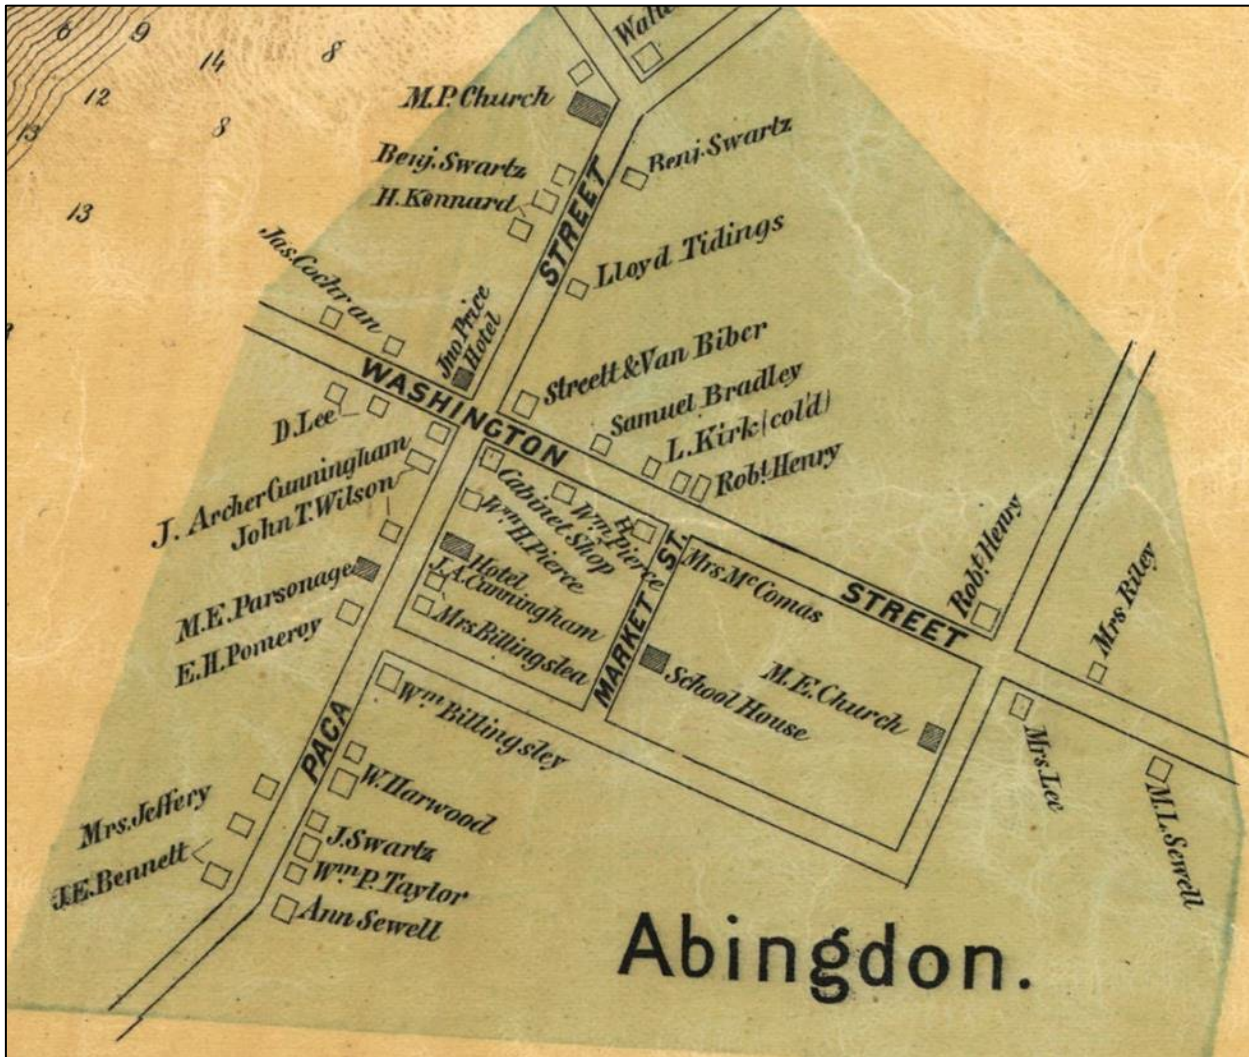 6
9
8
14
12
13
8
13
M.P. Church
Benj. Swartz
H. Kennard
Benj. Swartz
Lloyd Tidings
STREET
Jas. Cochran
Jno Price
Hotel
Streett & Van Biber
Samuel Bradley
L. Kirk (col'd)
Robt. Henry
WASHINGTON
STREET
D. Lee
J. Archer Cunningham
John T. Wilson
Cabinet Shop
Wm. H. Pierce
Wm. Pierce
Hotel
J.A. Cunningham
Mrs. Billingslea
M.E. Parsonage
E.H. Pomeroy
MARKET ST.
Mrs. Mc Comas
School House
M.E. Church
Robt. Henry
Mrs Riley
Mrs. Lee
M.L. Sewell
PACA
Wm Billingsley
W. Harwood
J. Swartz
Wm P. Taylor
Ann Sewell
Mrs. Jeffery
J.E. Bennett
Abingdon.